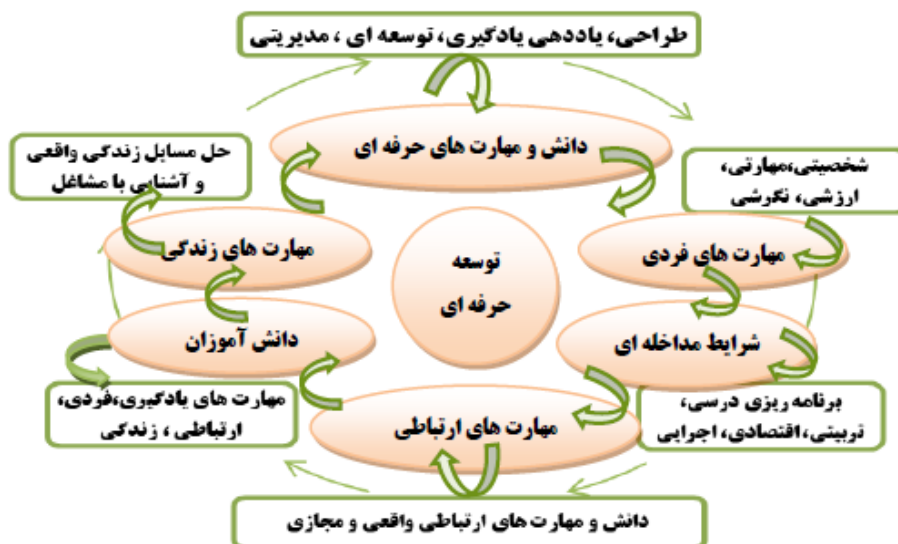 طراحی، یاددهی یادگیری، توسعه ای ، مدیریتی
دانش و مهارت های حرفه ای
حل مسایل زندگی واقعی
و آشنایی با مشاغل
شخصیتی،مهارتی،
ارزشی، نگرشی
مهارت های فردی
مهارت های زندگی
توسعه
حرفه ای
شرایط مداخله ای
دانش آموزان
برنامه ریزی درسی،
تربیتی، اقتصادی، اجرایی
مهارت های یادگیری،فردی،
ارتباطی ، زندگی
مهارت های ارتباطی
دانش و مهارت های ارتباطی واقعی و مجازی